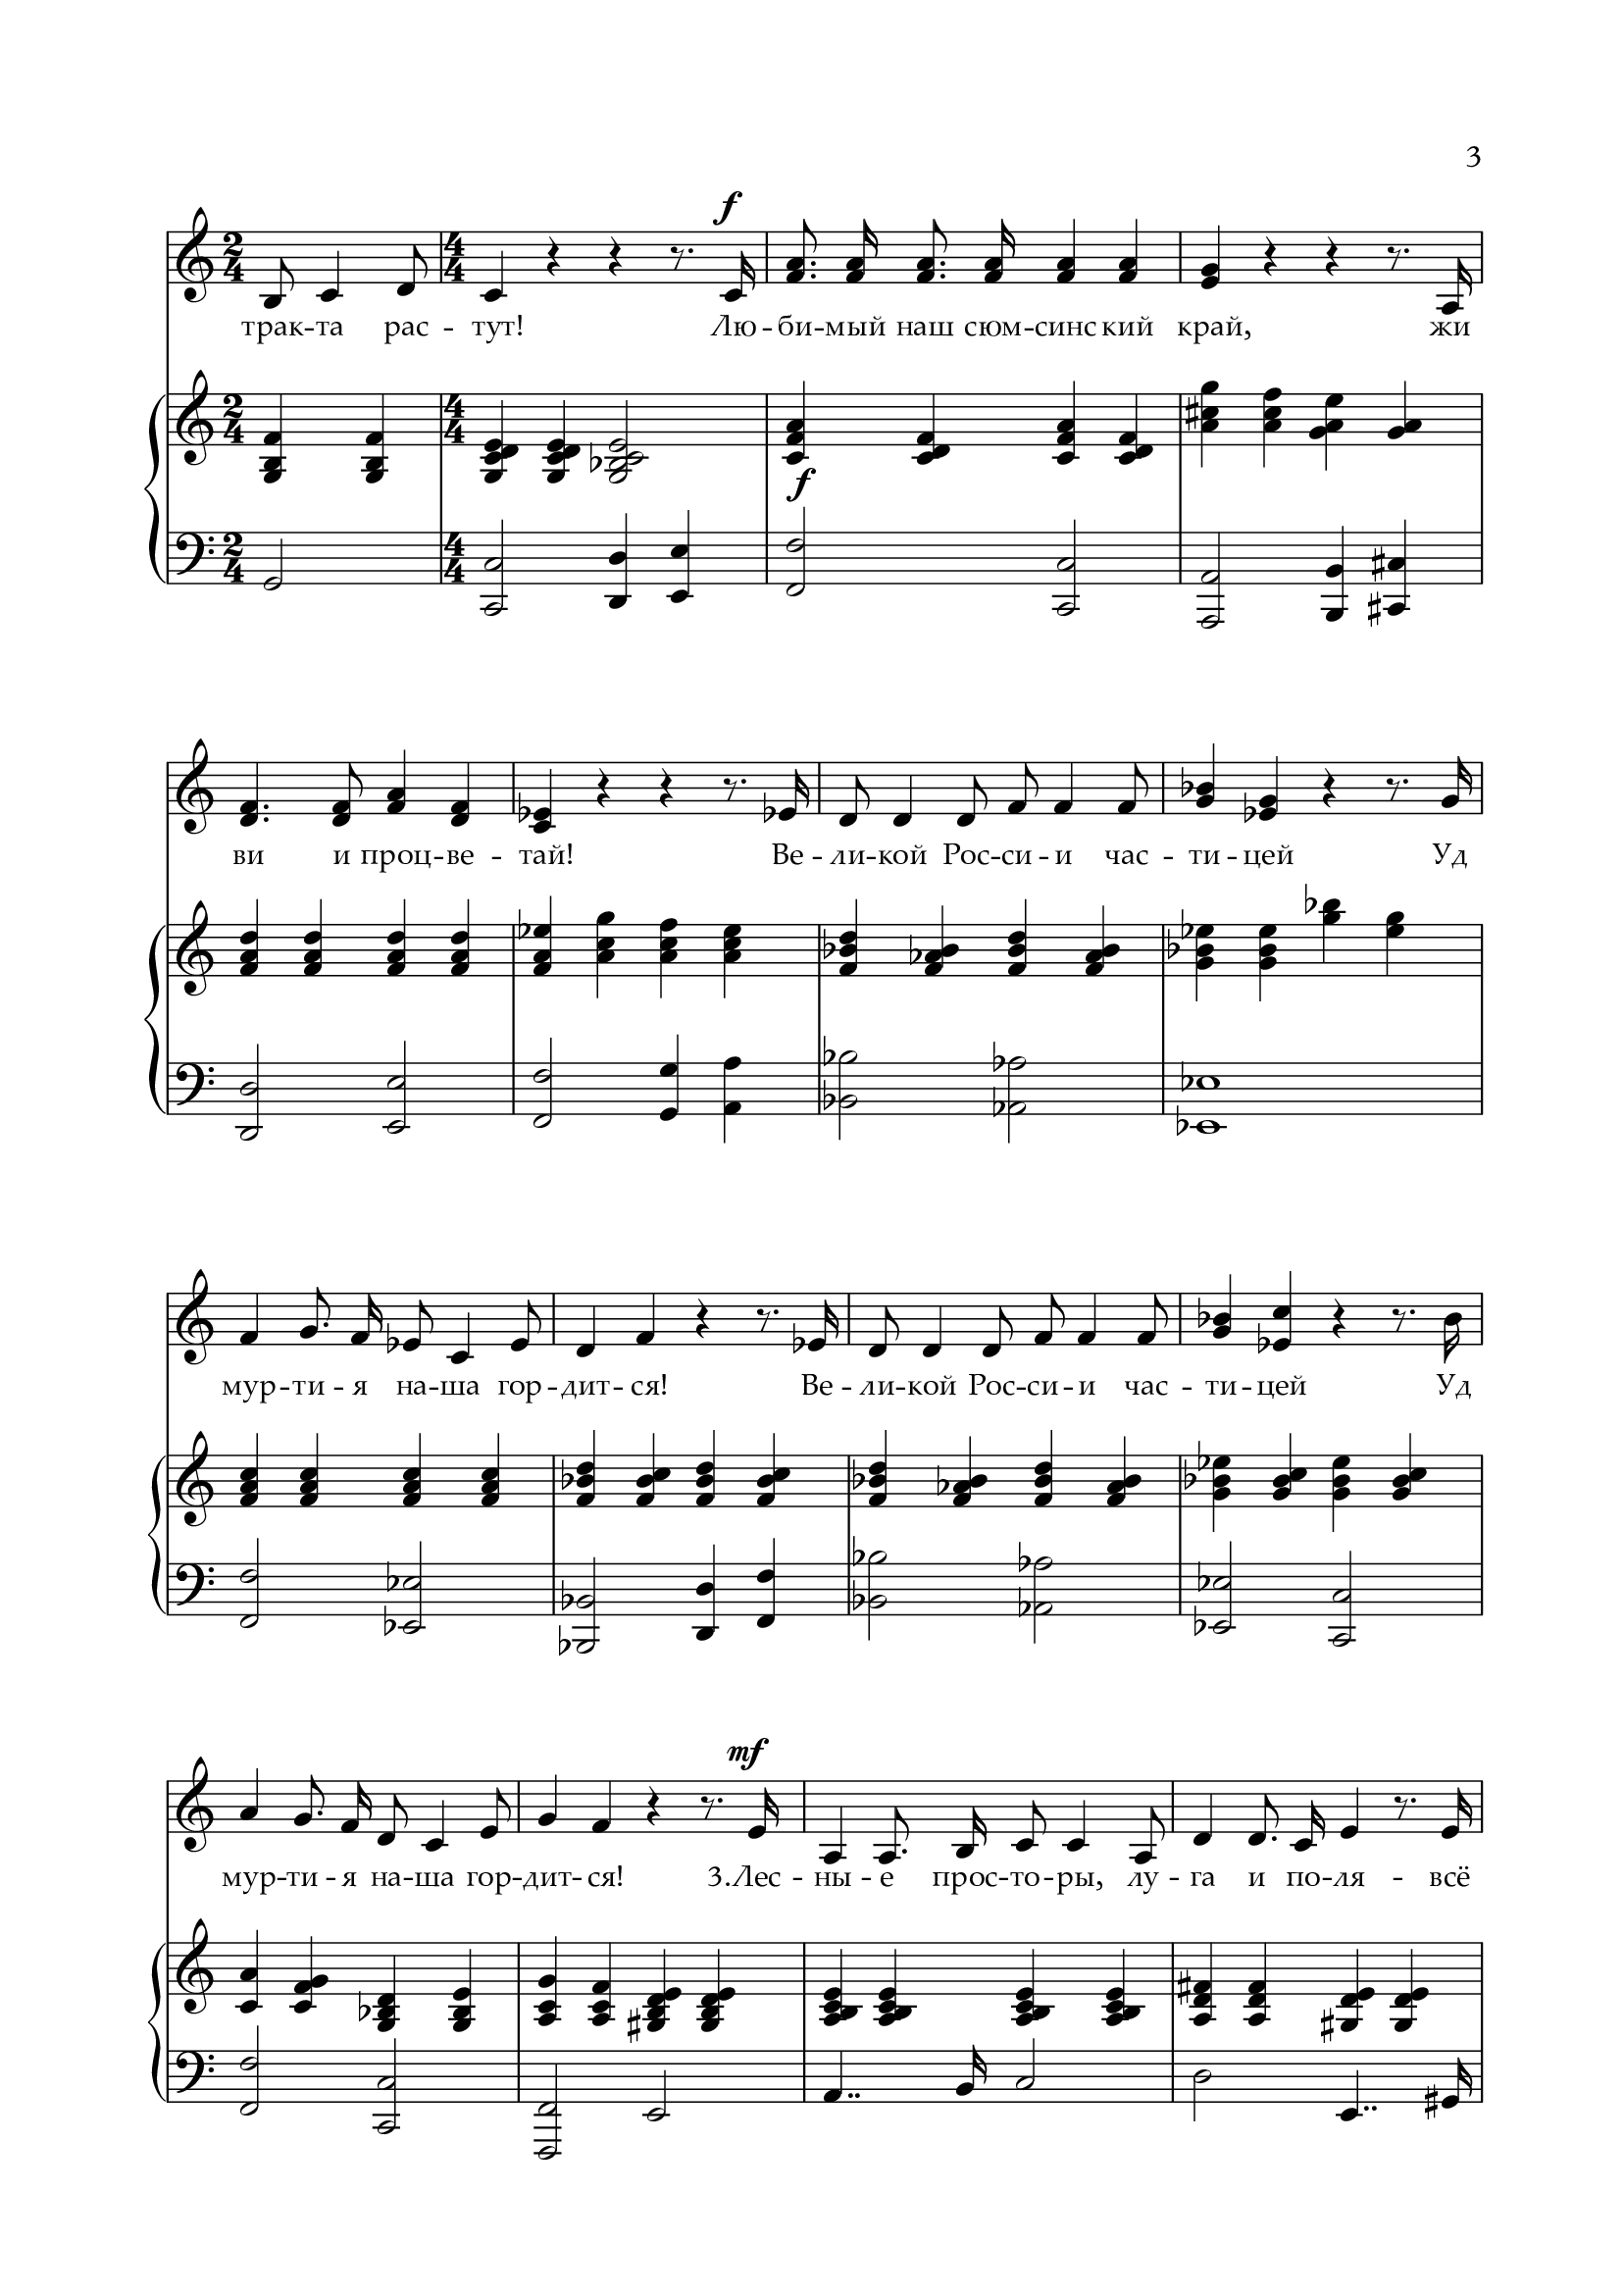 3
f
трак - та рас - тут! Лю - би - мый наш сюм - синс кий край, жи
f
ви и проц - ве - тай! Ве - ли - кой Рос - си - и час - ти - цей Уд
мур - ти - я на - ша гор - дит - ся! Ве - ли - кой Рос - си - и час - ти - цей Уд
mf
мур - ти - я на - ша гор - дит - ся! 3.Лес - ны - е прос - то - ры, лу - га и по - ля - всё